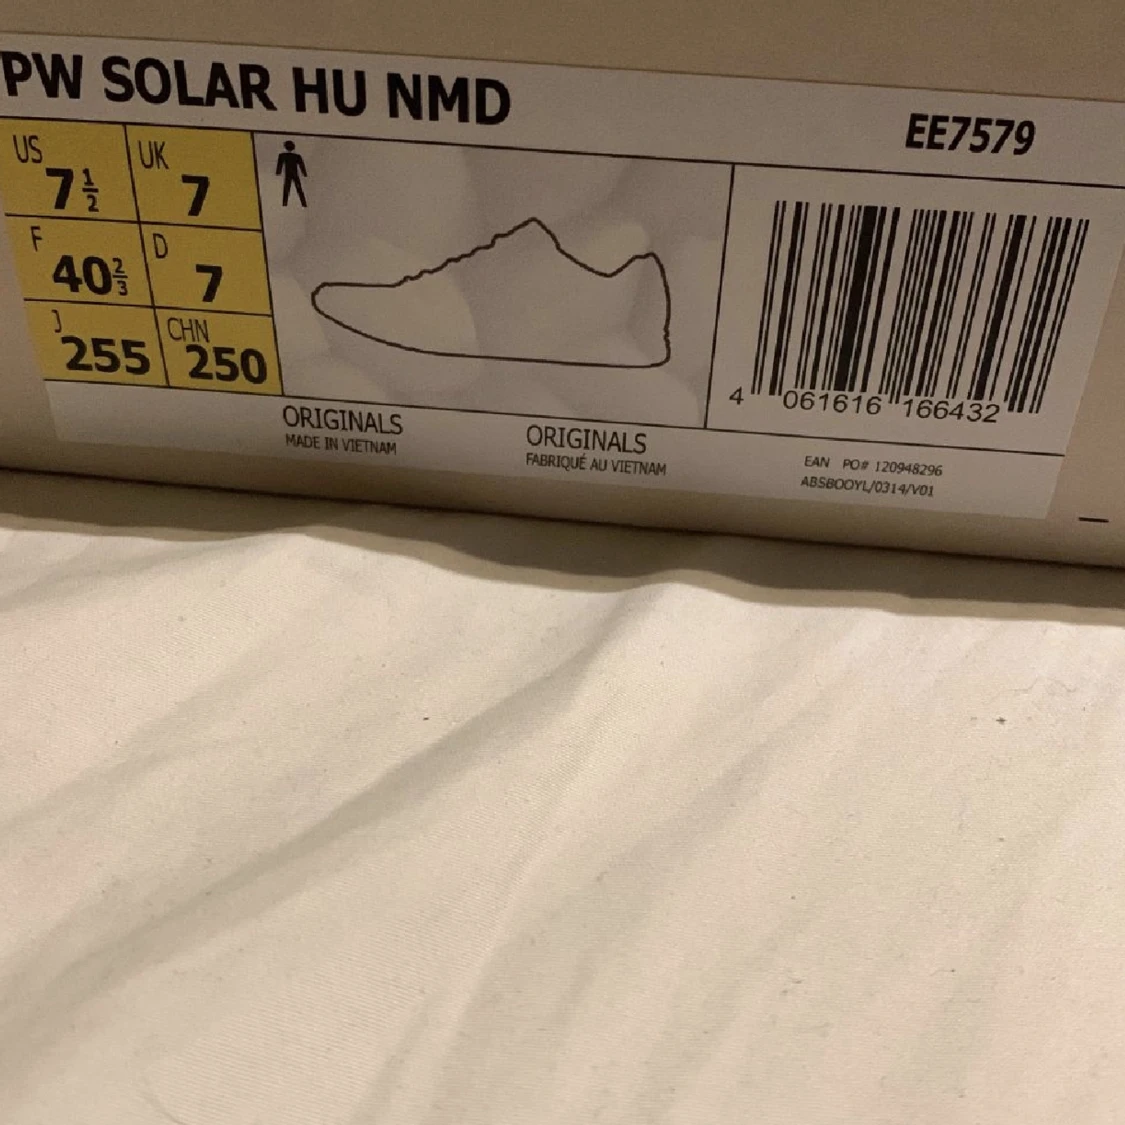 PW SOLAR HU NMD
EE7579
US 7½ UK 7
F 40⅔ D 7
J 255 CHN 250
4 061616 166432
ORIGINALS
MADE IN VIETNAM
ORIGINALS
FABRIQUÉ AU VIETNAM
EAN PO# 120948296
ABSBOOYL/0314/V01